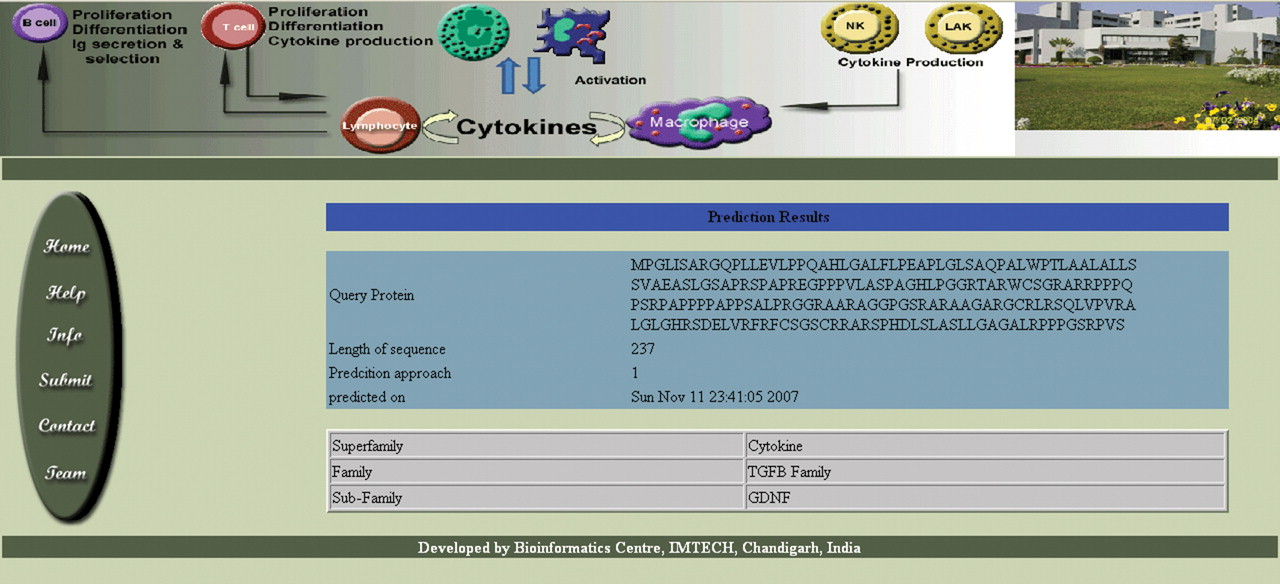 B cell
Proliferation
Differentiation
Ig secretion &
selection
T cell
Proliferation
Differentiation
Cytokine production
Activation
NK
LAK
Cytokine Production
Lymphocyte
Cytokines
Macrophage
Home
Help
Info
Submit
Contact
Team
Prediction Results
Query Protein
MPGLISARGQPLLEVLPPQAHLGALFLPEAPLGLSAQPALWPTLAALALLS
SVAEASLGSAPRSPAPREGPPPVLASPAGHLPGGRTARWCSGRARRPPPQ
PSRPAPPPPAPPSALPRGGRAARAGGPGSRARAAGARGCRLRSQLVPVRA
LGLGHRSDELVRFRFCSGSCRRARSPHDLSLASLLGAGALRPPPGSRPVS
Length of sequence 237
Predcition approach 1
predicted on Sun Nov 11 23:41:05 2007
Superfamily Cytokine
Family TGFB Family
Sub-Family GDNF
Developed by Bioinformatics Centre, IMTECH, Chandigarh, India